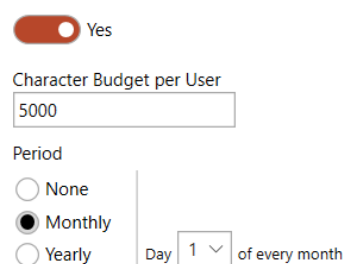 Yes
Character Budget per User
5000
Period
None
Monthly
Yearly
Day 1 of every month